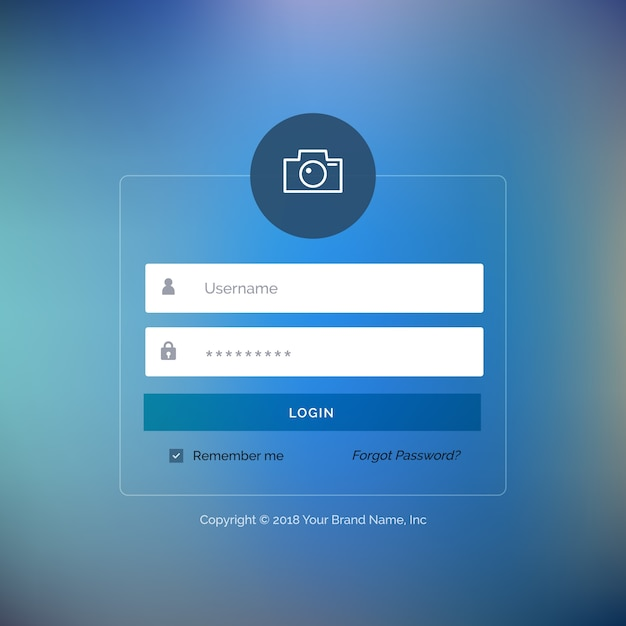 Username
*********
LOGIN
Remember me Forgot Password?
Copyright © 2018 Your Brand Name, Inc